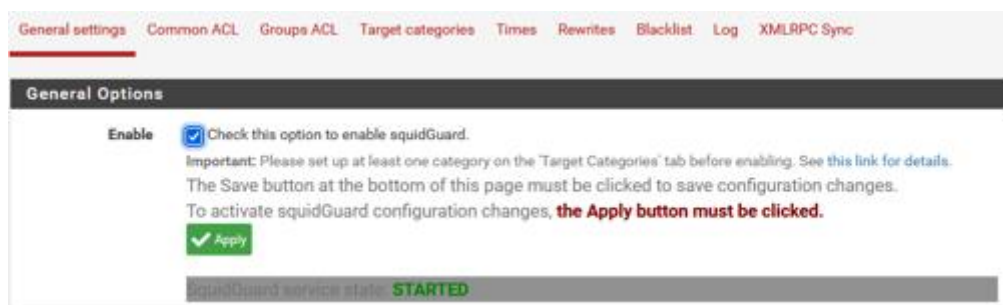 General settings Common ACL Groups ACL Target categories Times Rewrites Blacklist Log XMLRPC Sync
General Options
Enable Check this option to enable squidGuard.
Important: Please set up at least one category on the 'Target Categories' tab before enabling. See this link for details.
The Save button at the bottom of this page must be clicked to save configuration changes.
To activate squidGuard configuration changes, the Apply button must be clicked.
Apply
SquidGuard service state: STARTED